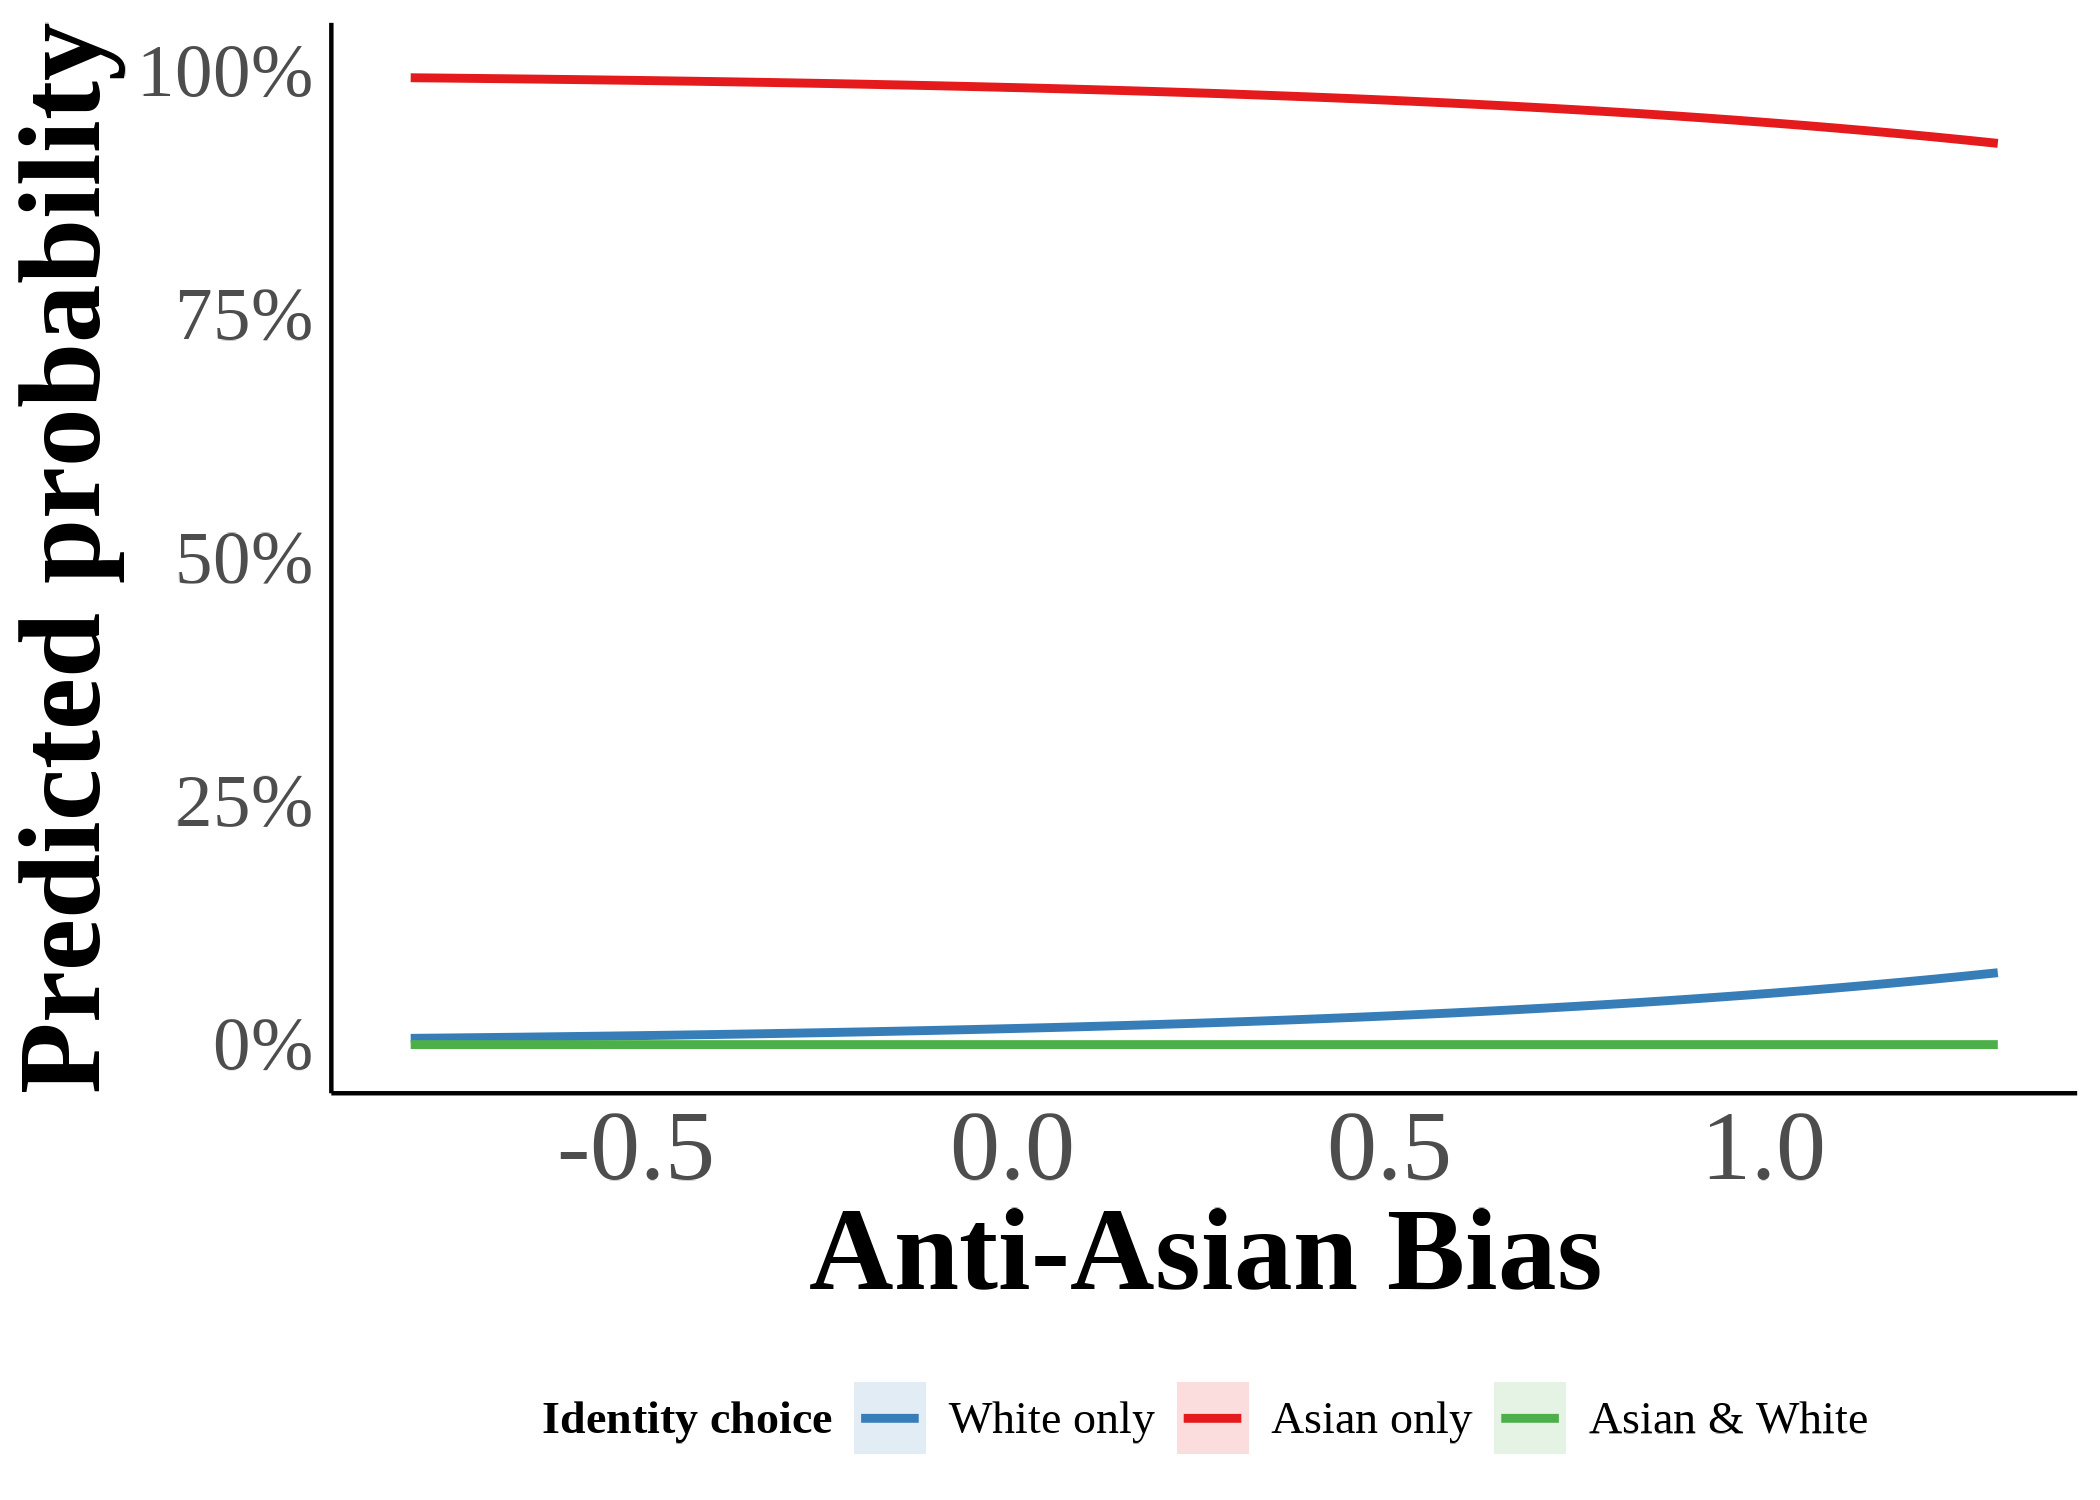 Predicted probability
100%
75%
50%
25%
0%
-0.5 0.0 0.5 1.0
Anti-Asian Bias
Identity choice White only Asian only Asian & White